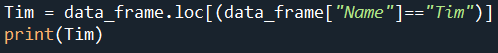 Tim = data_frame.loc[(data_frame["Name"]=="Tim")]
print(Tim)